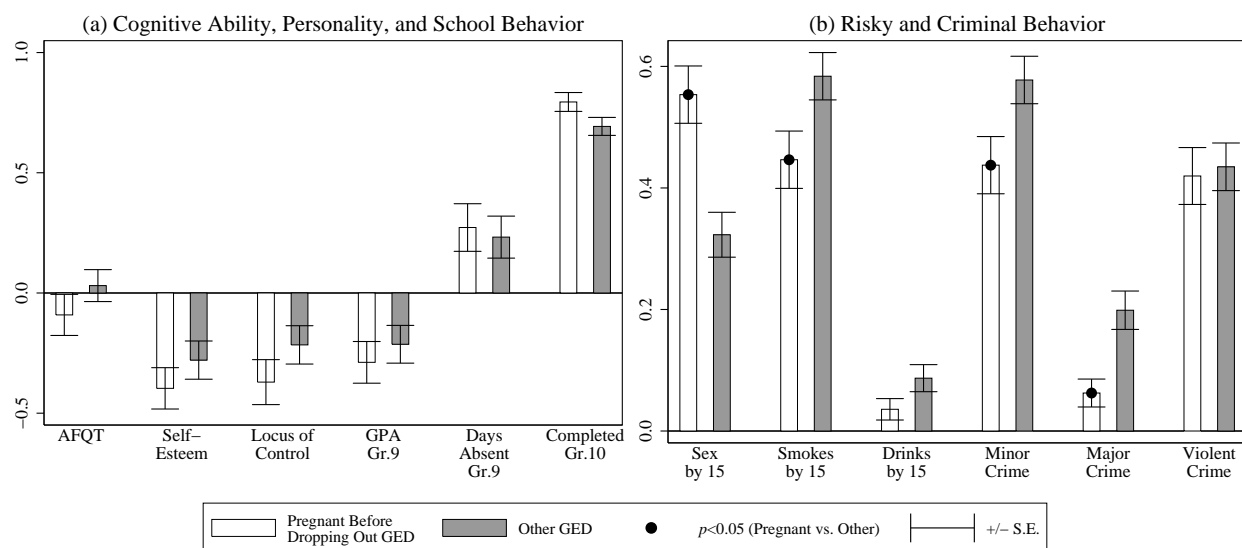 (a) Cognitive Ability, Personality, and School Behavior
1.0
0.5
0.0
−0.5
AFQT
Self−
Esteem
Locus of
Control
GPA
Gr.9
Days
Absent
Gr.9
Completed
Gr.10
(b) Risky and Criminal Behavior
0.6
0.4
0.2
0.0
Sex
by 15
Smokes
by 15
Drinks
by 15
Minor
Crime
Major
Crime
Violent
Crime
Pregnant Before
Dropping Out GED
Other GED
p<0.05 (Pregnant vs. Other)
+/− S.E.